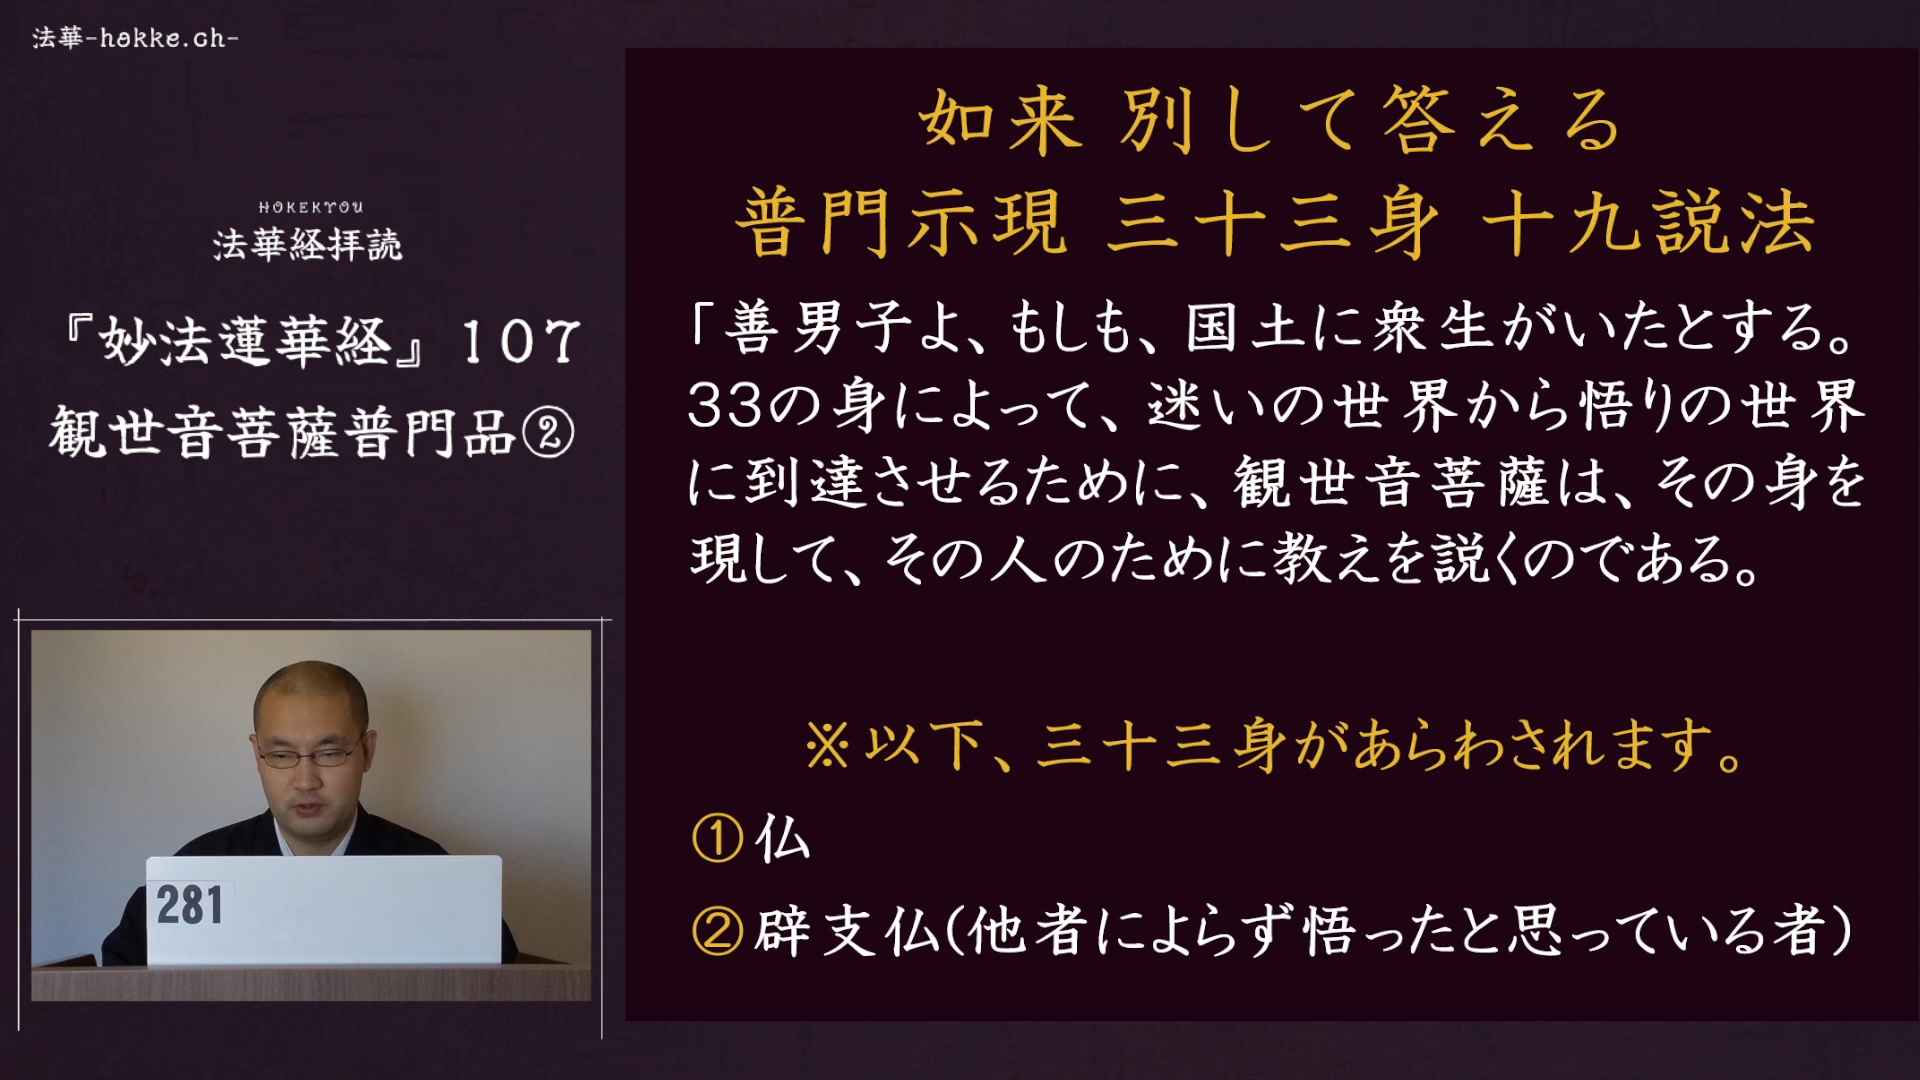 法華-hokke.ch-
HOKEKYOU
法華経拝読
『妙法蓮華経』107
観世音菩薩普門品②
281
如来 別して答える
普門示現 三十三身 十九説法
「善男子よ、もしも、国土に衆生がいたとする。
33の身によって、迷いの世界から悟りの世界
に到達させるために、観世音菩薩は、その身を
現して、その人のために教えを説くのである。
※以下、三十三身があらわされます。
①仏
②辟支仏(他者によらず悟ったと思っている者)